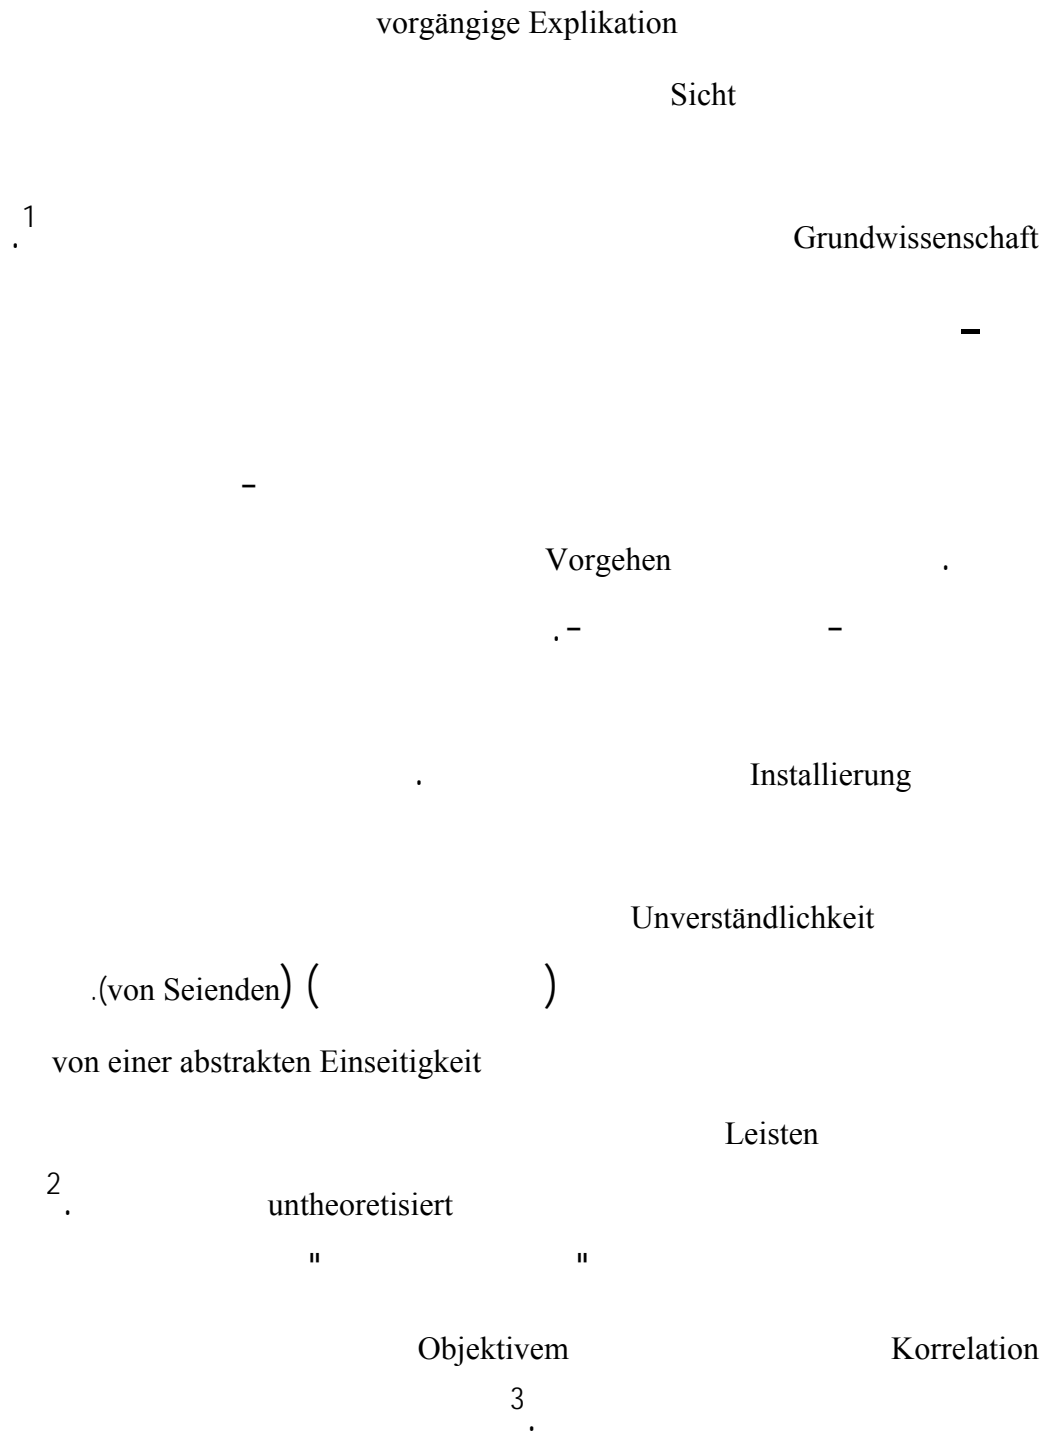 vorgängige Explikation
Sicht
Grundwissenschaft .1
–
–
. Vorgehen
– –.
Installierung .
Unverständlichkeit
( ) (von Seienden).
von einer abstrakten Einseitigkeit
Leisten
untheoretisiert .2
" "
Korrelation Objektivem
.3